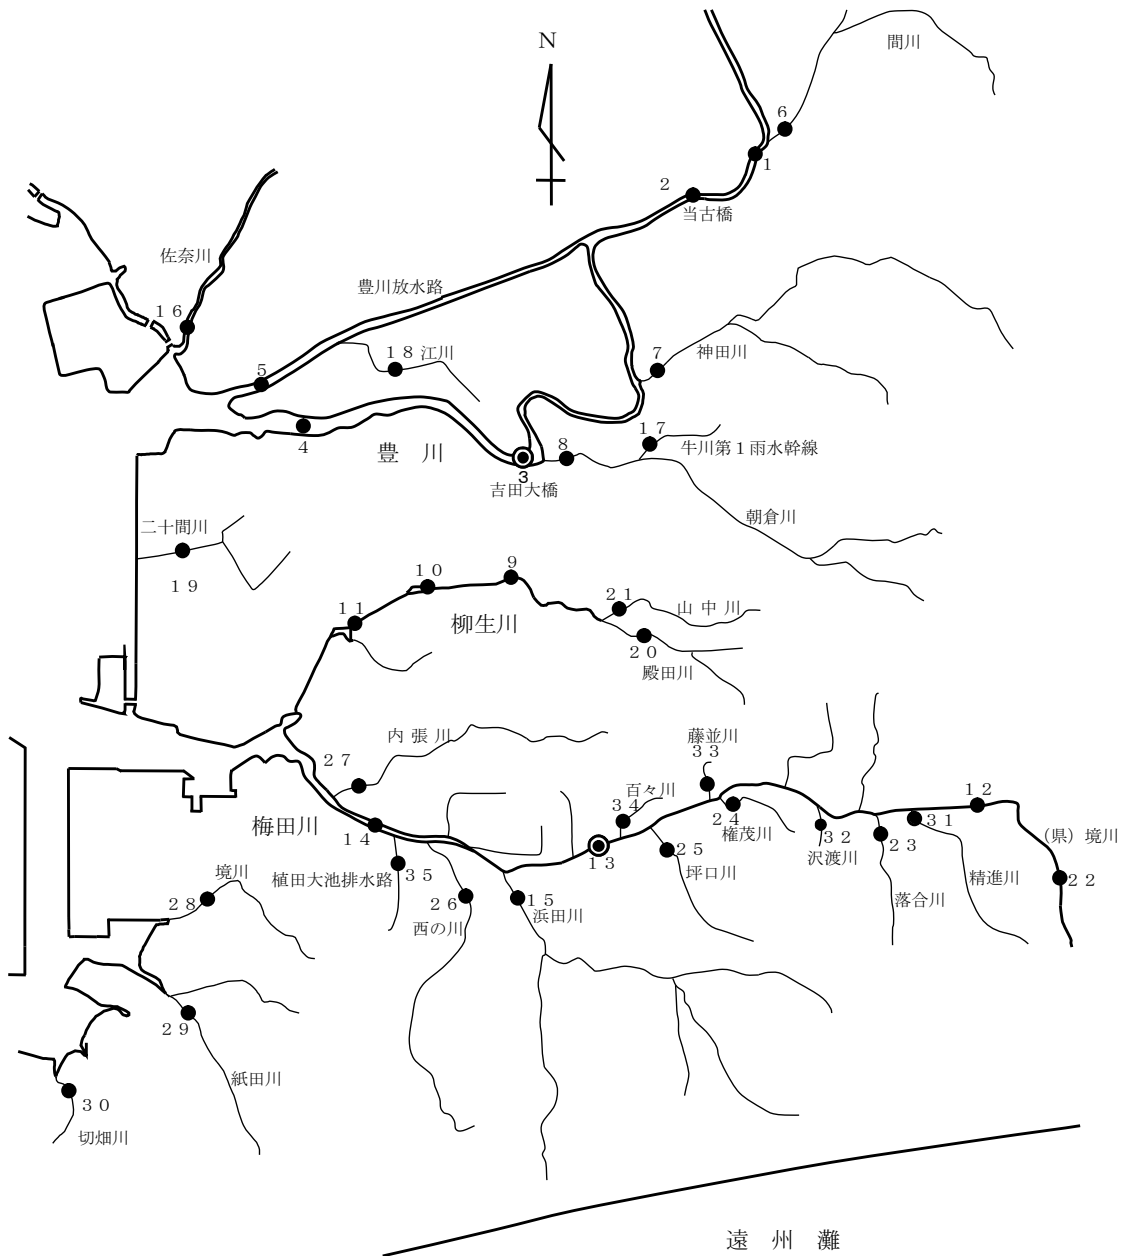 間川
N
6
1
2
当古橋
佐奈川
豊川放水路
16
18 江川
7
神田川
5
4
豊 川
8
17
牛川第1雨水幹線
3
吉田大橋
朝倉川
二十間川
19
10
9
11
柳生川
21
山中川
20
殿田川
内張川
27
藤並川
33
百々川
34
12
梅田川
14
24
権茂川
31
(県)境川
32
沢渡川
23
13
25
坪口川
35
植田大池排水路
境川
28
26
西の川
15
浜田川
精進川
22
落合川
29
紙田川
30
切畑川
遠 州 灘